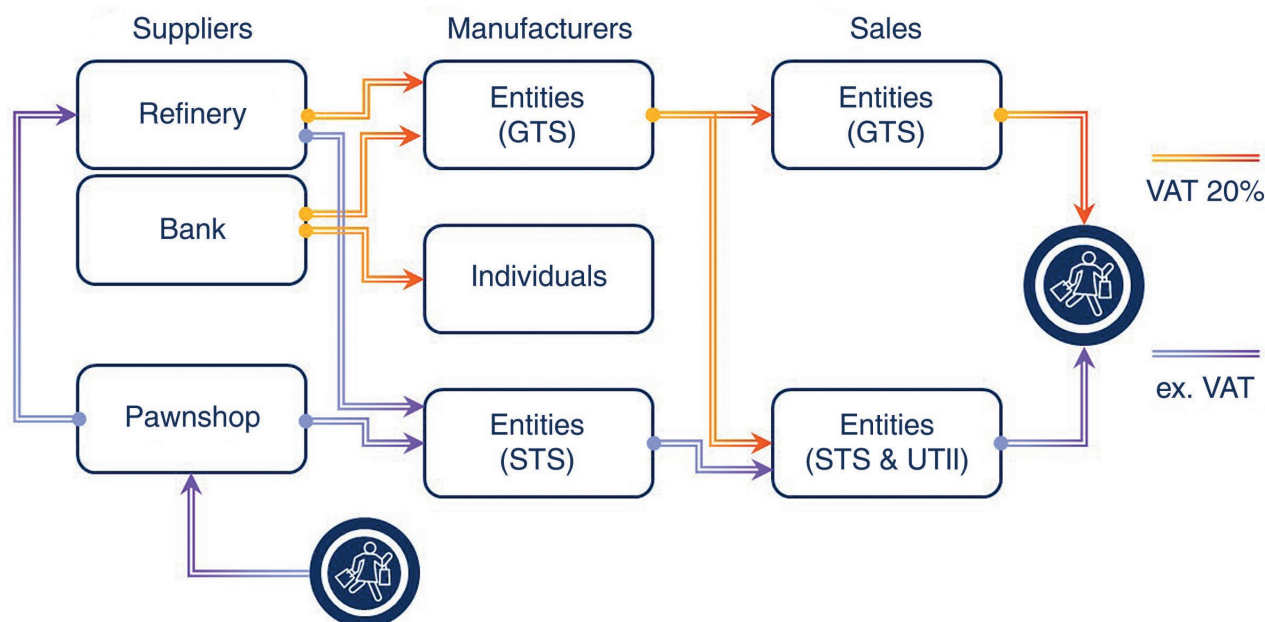 Suppliers
Manufacturers
Sales
Refinery
Entities
(GTS)
Entities
(GTS)
VAT 20%
Bank
Individuals
Pawnshop
Entities
(STS)
Entities
(STS & UTII)
ex. VAT